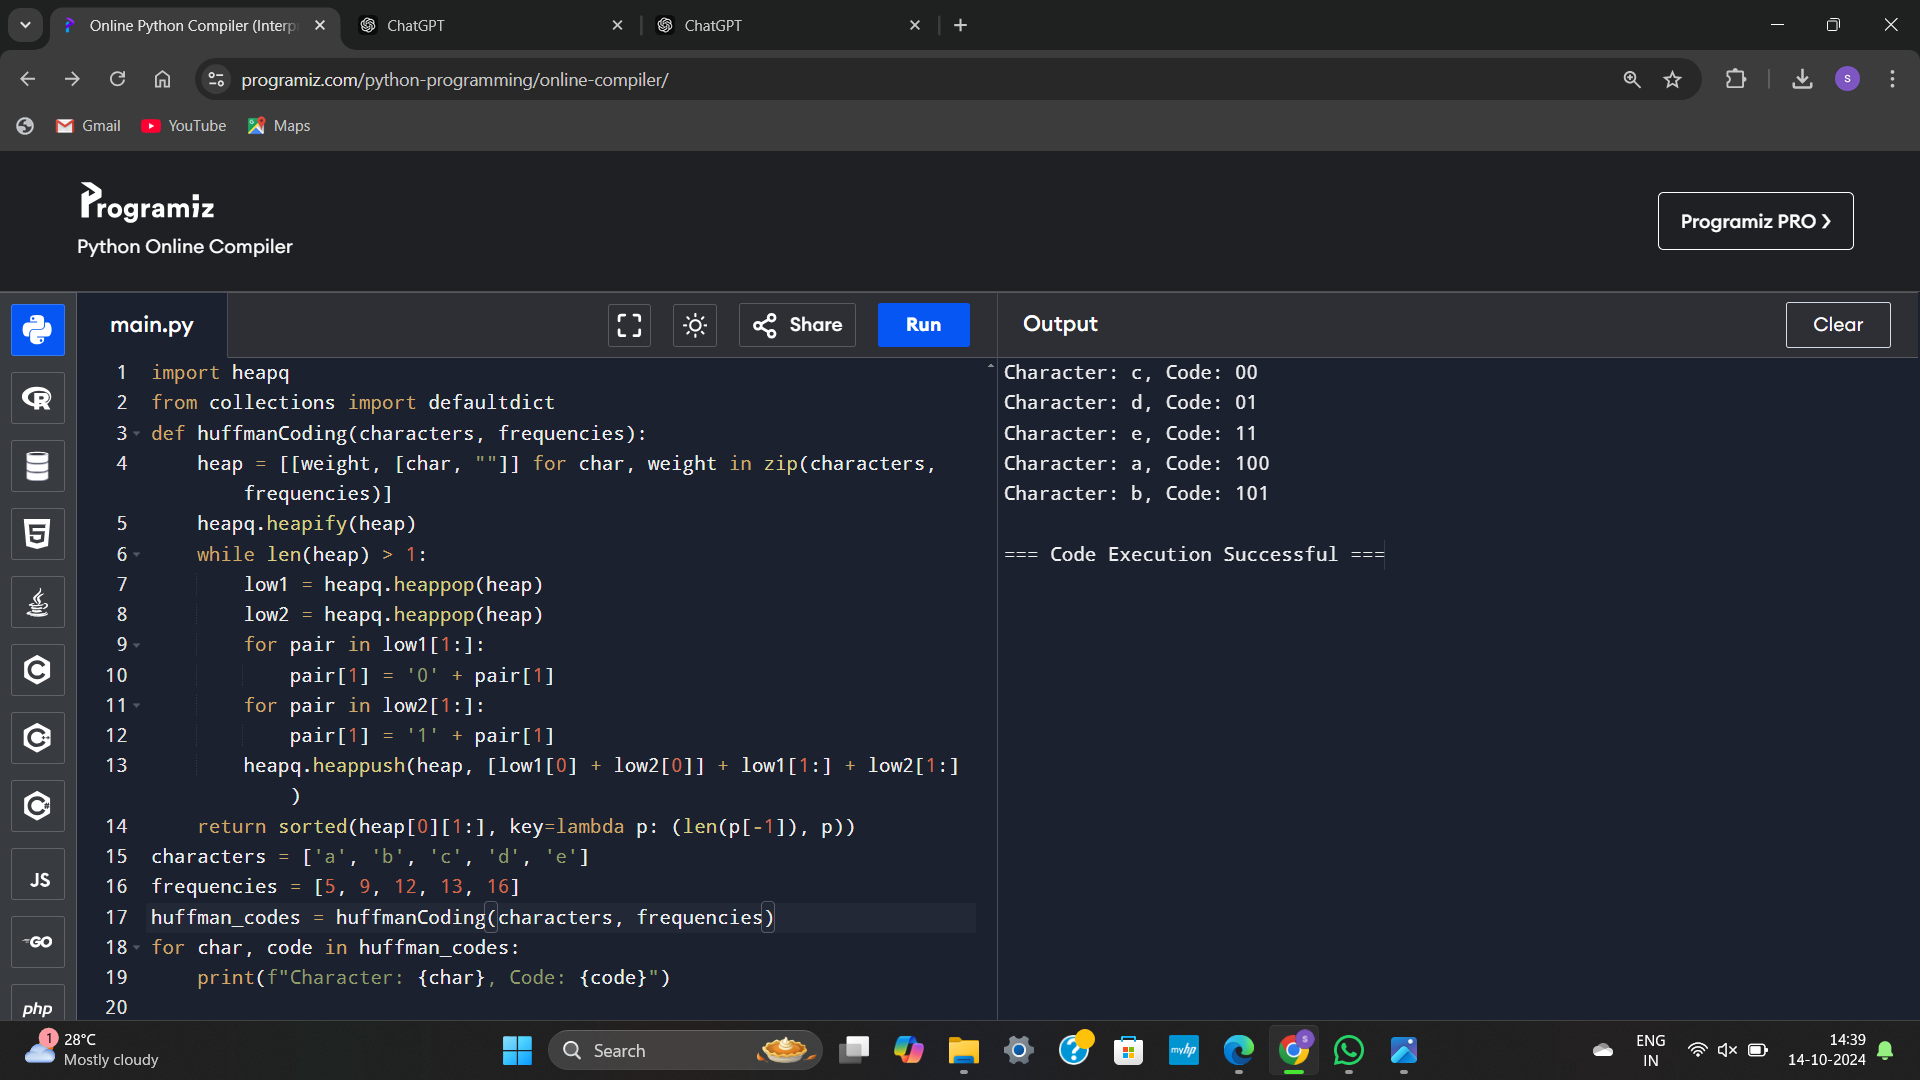 Online Python Compiler (Interp
ChatGPT
ChatGPT
programiz.com/python-programming/online-compiler/
S
Gmail
YouTube
Maps
Programiz
Python Online Compiler
Programiz PRO ❯
main.py
Share
Run
Output
Clear
1 import heapq
2 from collections import defaultdict
3 def huffmanCoding(characters, frequencies):
4 heap = [[weight, [char, ""]] for char, weight in zip(characters,
frequencies)]
5 heapq.heapify(heap)
6 while len(heap) > 1:
7 low1 = heapq.heappop(heap)
8 low2 = heapq.heappop(heap)
9 for pair in low1[1:]:
10 pair[1] = '0' + pair[1]
11 for pair in low2[1:]:
12 pair[1] = '1' + pair[1]
13 heapq.heappush(heap, [low1[0] + low2[0]] + low1[1:] + low2[1:]
)
14 return sorted(heap[0][1:], key=lambda p: (len(p[-1]), p))
15 characters = ['a', 'b', 'c', 'd', 'e']
16 frequencies = [5, 9, 12, 13, 16]
17 huffman_codes = huffmanCoding(characters, frequencies)
18 for char, code in huffman_codes:
19 print(f"Character: {char}, Code: {code}")
20
Character: c, Code: 00
Character: d, Code: 01
Character: e, Code: 11
Character: a, Code: 100
Character: b, Code: 101
=== Code Execution Successful ===
R
5
C
C++
C#
JS
GO
php
1
28°C
Mostly cloudy
Search
myhp
S
ENG
IN
14:39
14-10-2024